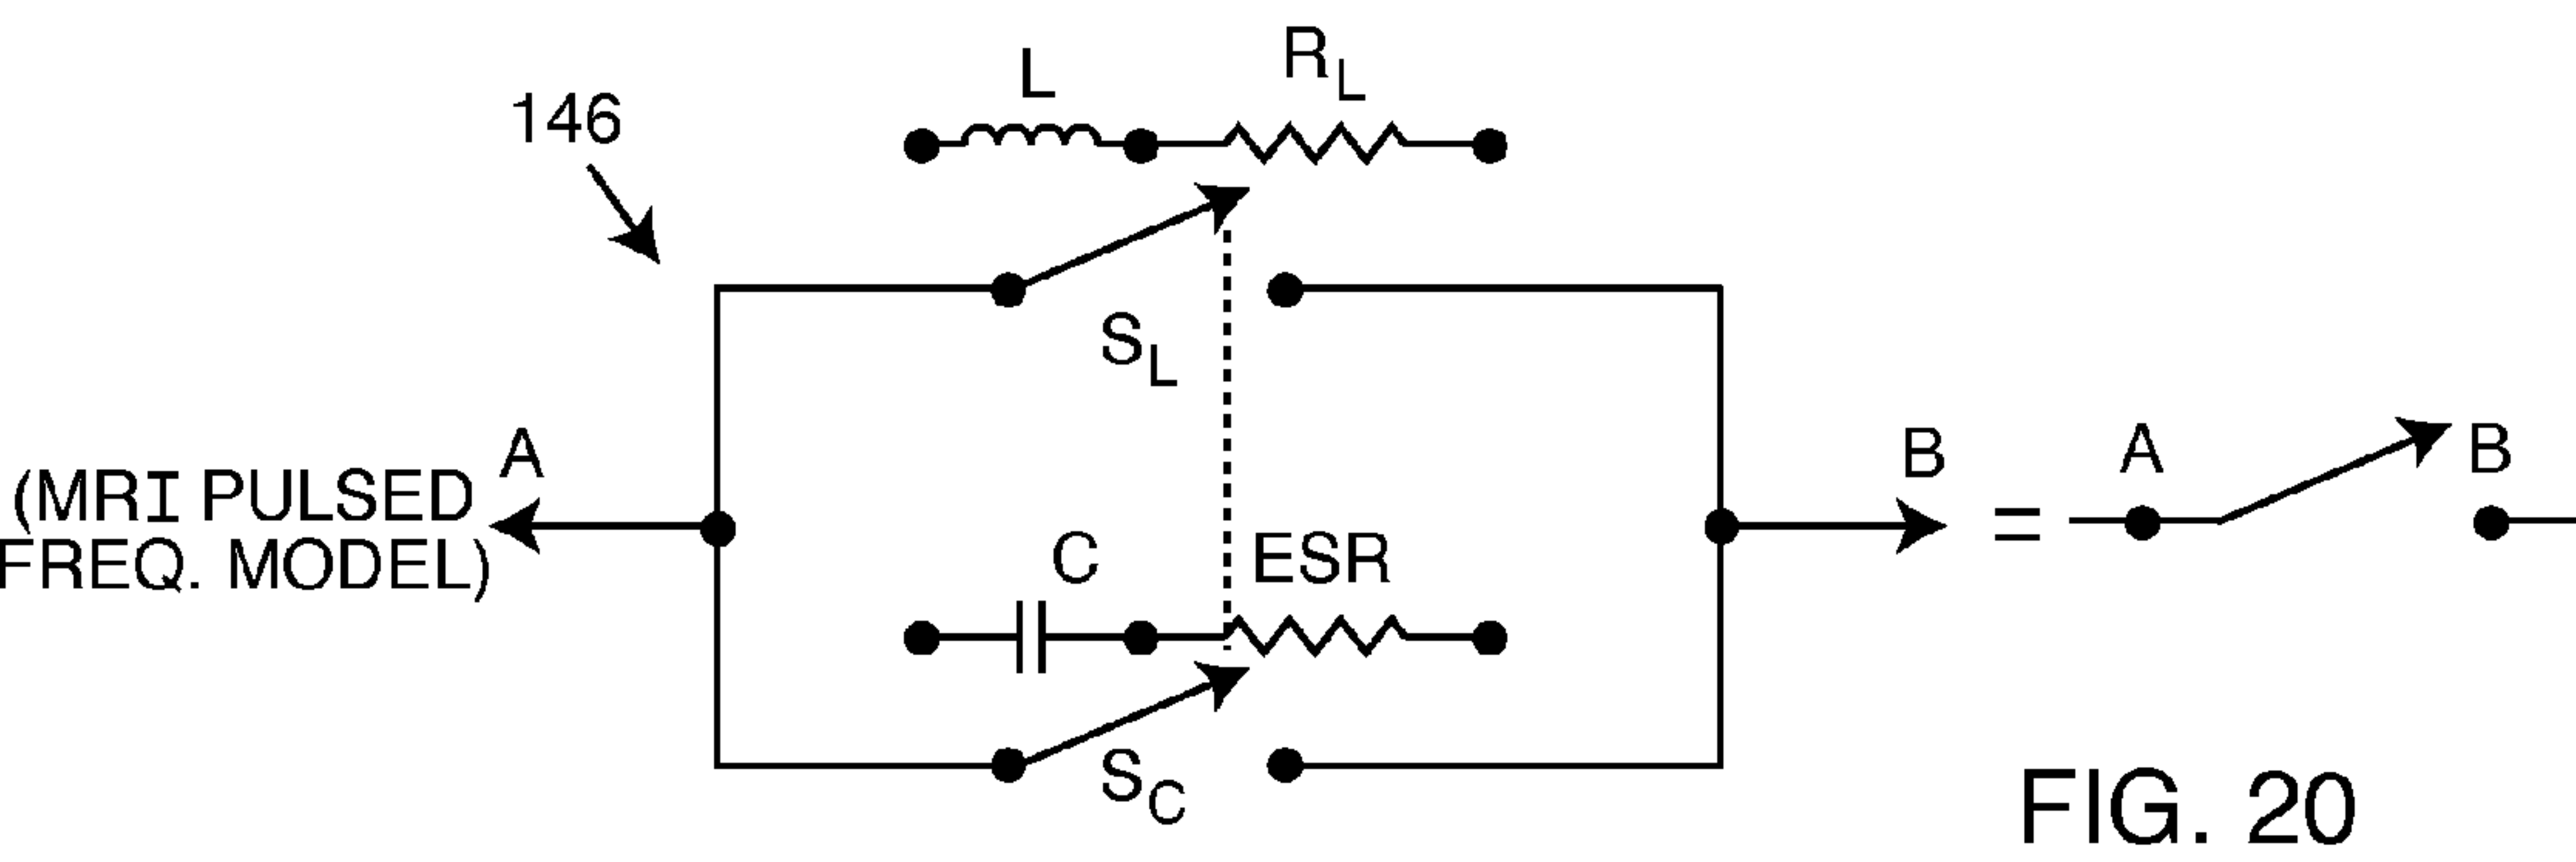 L
R_L
146
S_L
A
B
A
B
(MRI PULSED
FREQ. MODEL)
=
C
ESR
S_C
FIG. 20